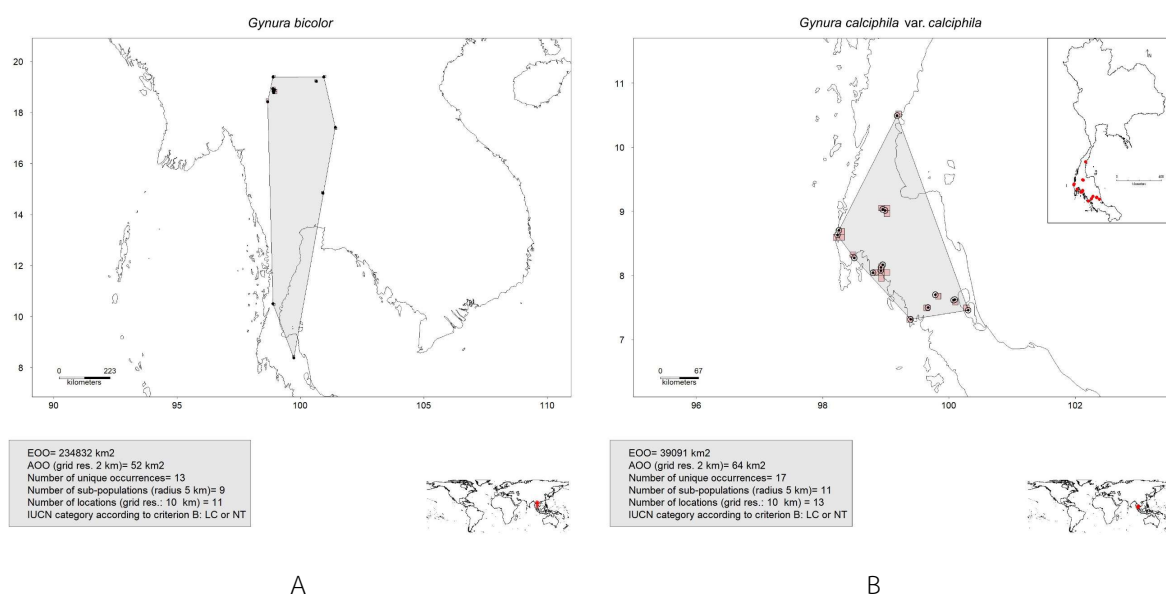 Gynura bicolor
20
18
16
14
12
10
8
0 223
kilometers
90 95 100 105 110
EOO= 234832 km2
AOO (grid res. 2 km)= 52 km2
Number of unique occurrences= 13
Number of sub-populations (radius 5 km)= 9
Number of locations (grid res.: 10 km) = 11
IUCN category according to criterion B: LC or NT
A
Gynura calciphila var. calciphila
11
10
9
8
7
0 67
kilometers
96 98 100 102
EOO= 39091 km2
AOO (grid res. 2 km)= 64 km2
Number of unique occurrences= 17
Number of sub-populations (radius 5 km)= 11
Number of locations (grid res.: 10 km) = 13
IUCN category according to criterion B: LC or NT
B